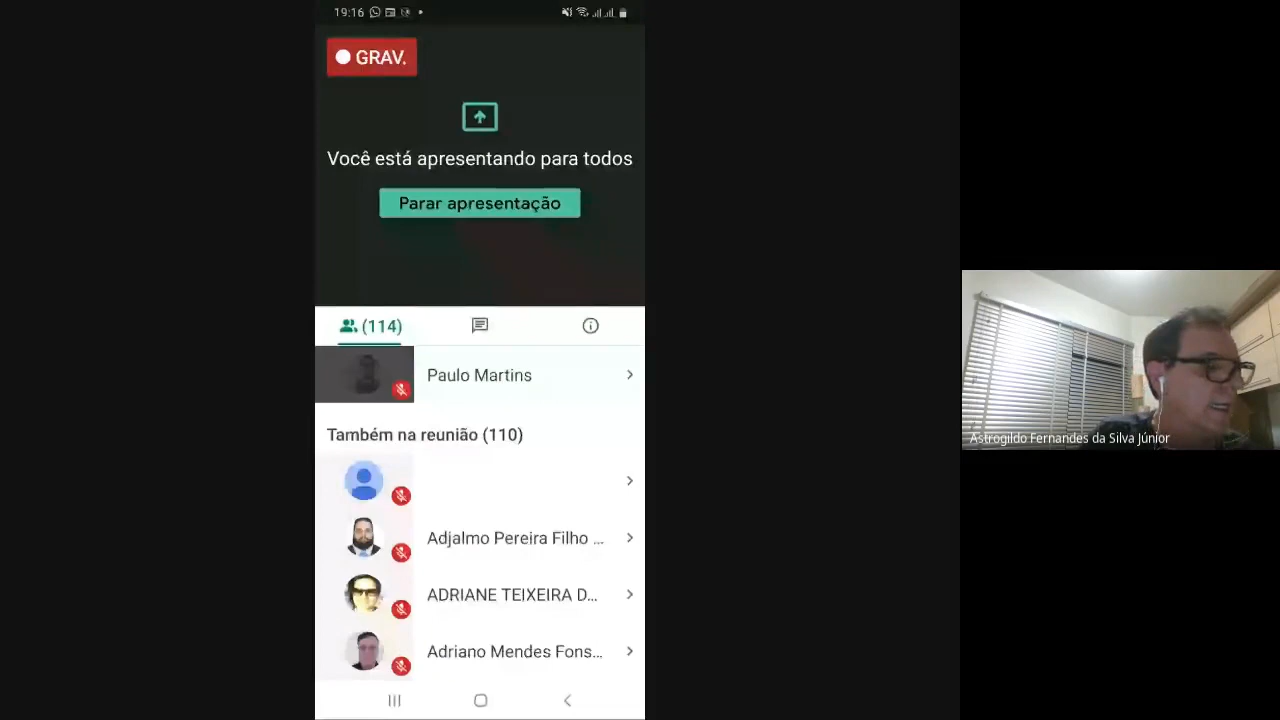 19:16
GRAV.
Você está apresentando para todos
Parar apresentação
(114)
Paulo Martins
Também na reunião (110)
Adjalmo Pereira Filho ...
ADRIANE TEIXEIRA D...
Adriano Mendes Fons...
Astrogildo Fernandes da Silva Júnior